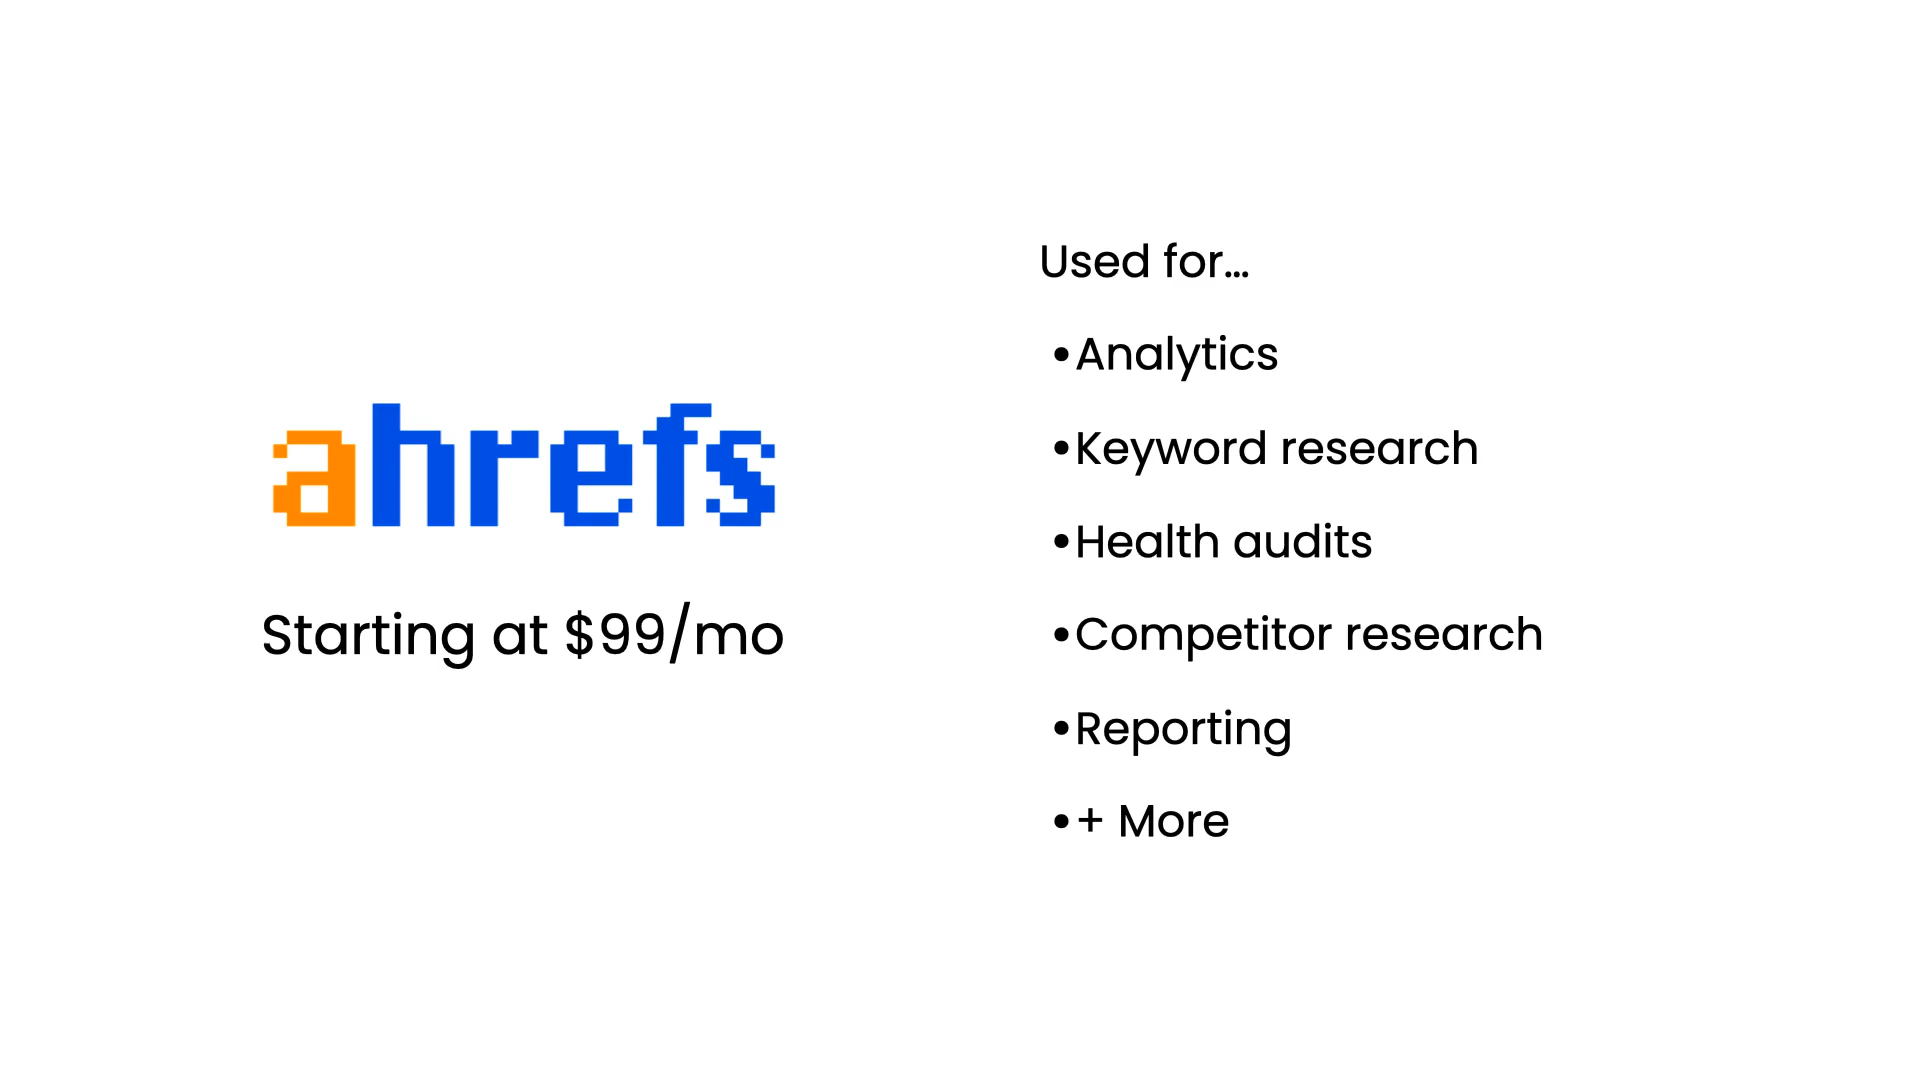 ahrefs
Starting at $99/mo
Used for...
•Analytics
•Keyword research
•Health audits
•Competitor research
•Reporting
•+ More